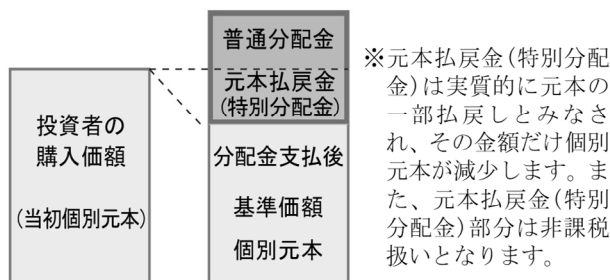 普通分配金
元本払戻金
(特別分配金)
投資者の
購入価額
(当初個別元本)
分配金支払後
基準価額
個別元本
※元本払戻金(特別分配
金)は実質的に元本の
一部払戻しとみなさ
れ、その金額だけ個別
元本が減少します。ま
た、元本払戻金(特別
分配金)部分は非課税
扱いとなります。